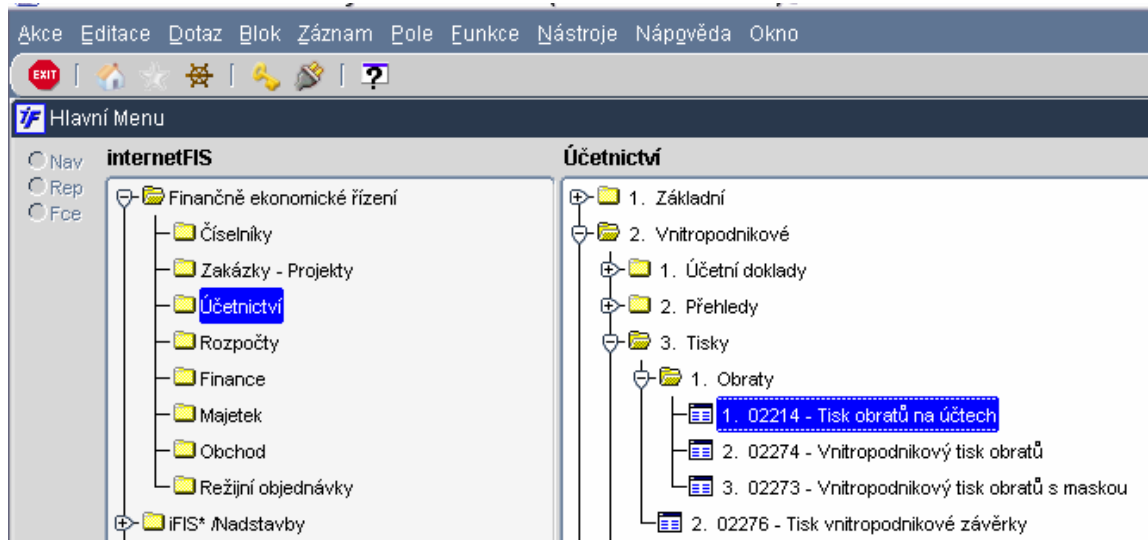 Akce Editace Dotaz Blok Záznam Pole Funkce Nástroje Nápověda Okno
EXIT ?
iF Hlavní Menu
Nav
Rep
Fce
internetFIS
Finančně ekonomické řízení
Číselníky
Zakázky - Projekty
Účetnictví
Rozpočty
Finance
Majetek
Obchod
Režijní objednávky
iFIS* /Nadstavby
Účetnictví
1. Základní
2. Vnitropodnikové
1. Účetní doklady
2. Přehledy
3. Tisky
1. Obraty
1. 02214 - Tisk obratů na účtech
2. 02274 - Vnitropodnikový tisk obratů
3. 02273 - Vnitropodnikový tisk obratů s maskou
2. 02276 - Tisk vnitropodnikové závěrky